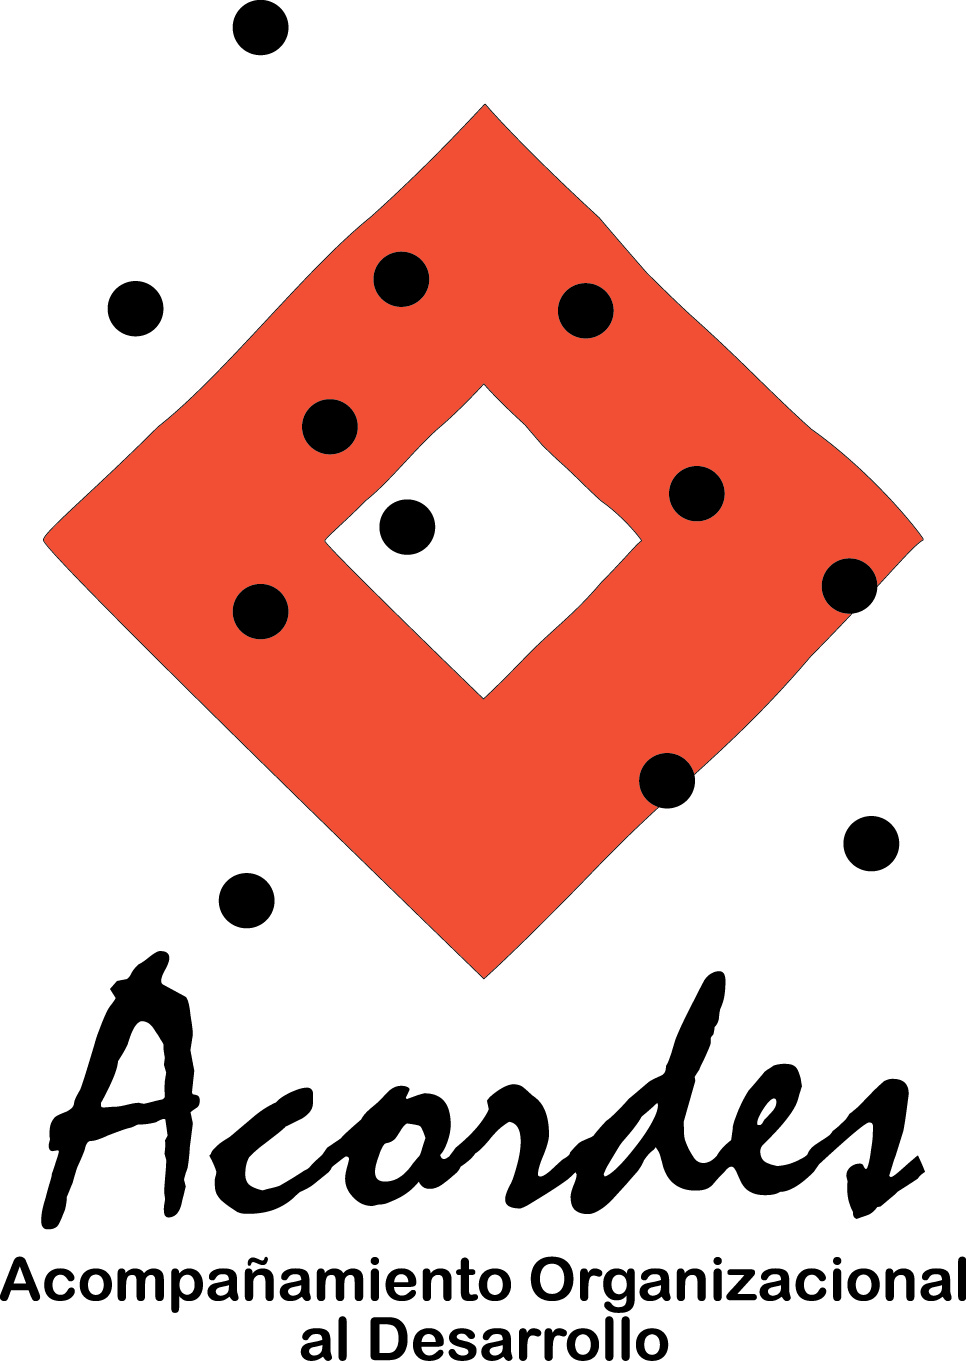 Acordes
Acompañamiento Organizacional
al Desarrollo